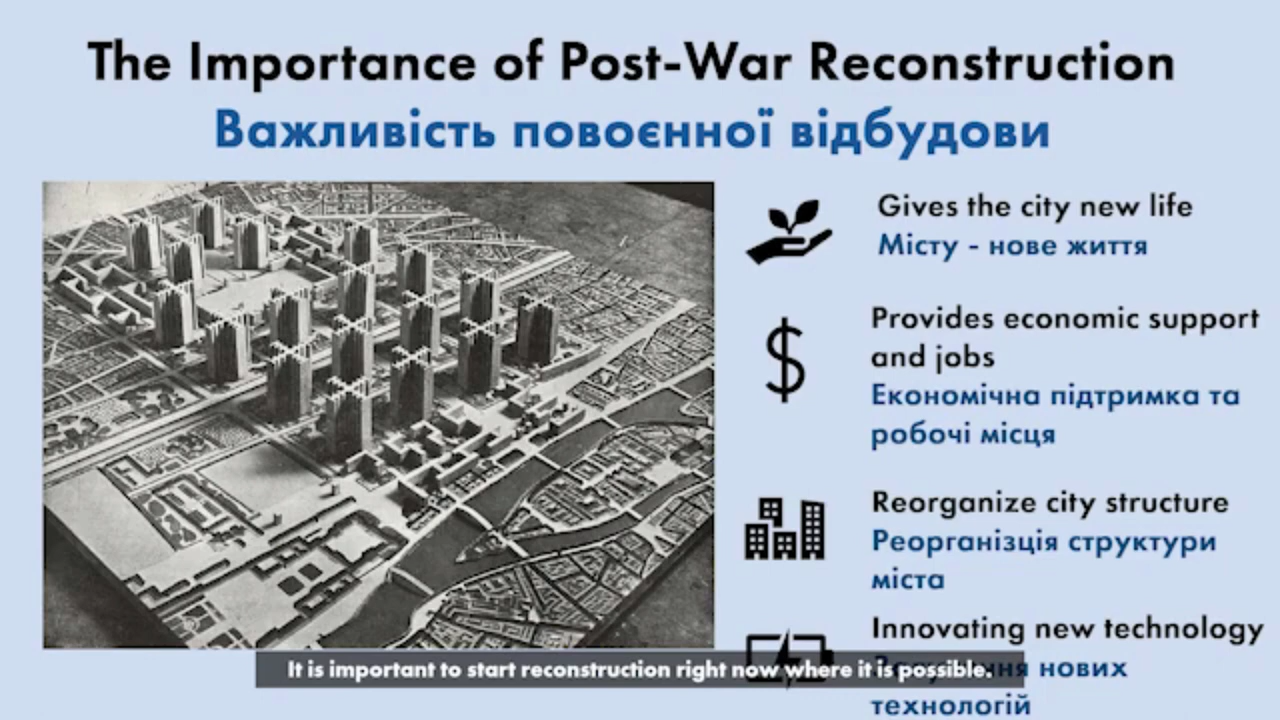 The Importance of Post-War Reconstruction
Важливість повоєнної відбудови
Gives the city new life
Місту - нове життя
Provides economic support
and jobs
Економічна підтримка та
робочі місця
Reorganize city structure
Реорганізція структури
міста
Innovating new technology
нових
технологій
It is important to start reconstruction right now where it is possible.